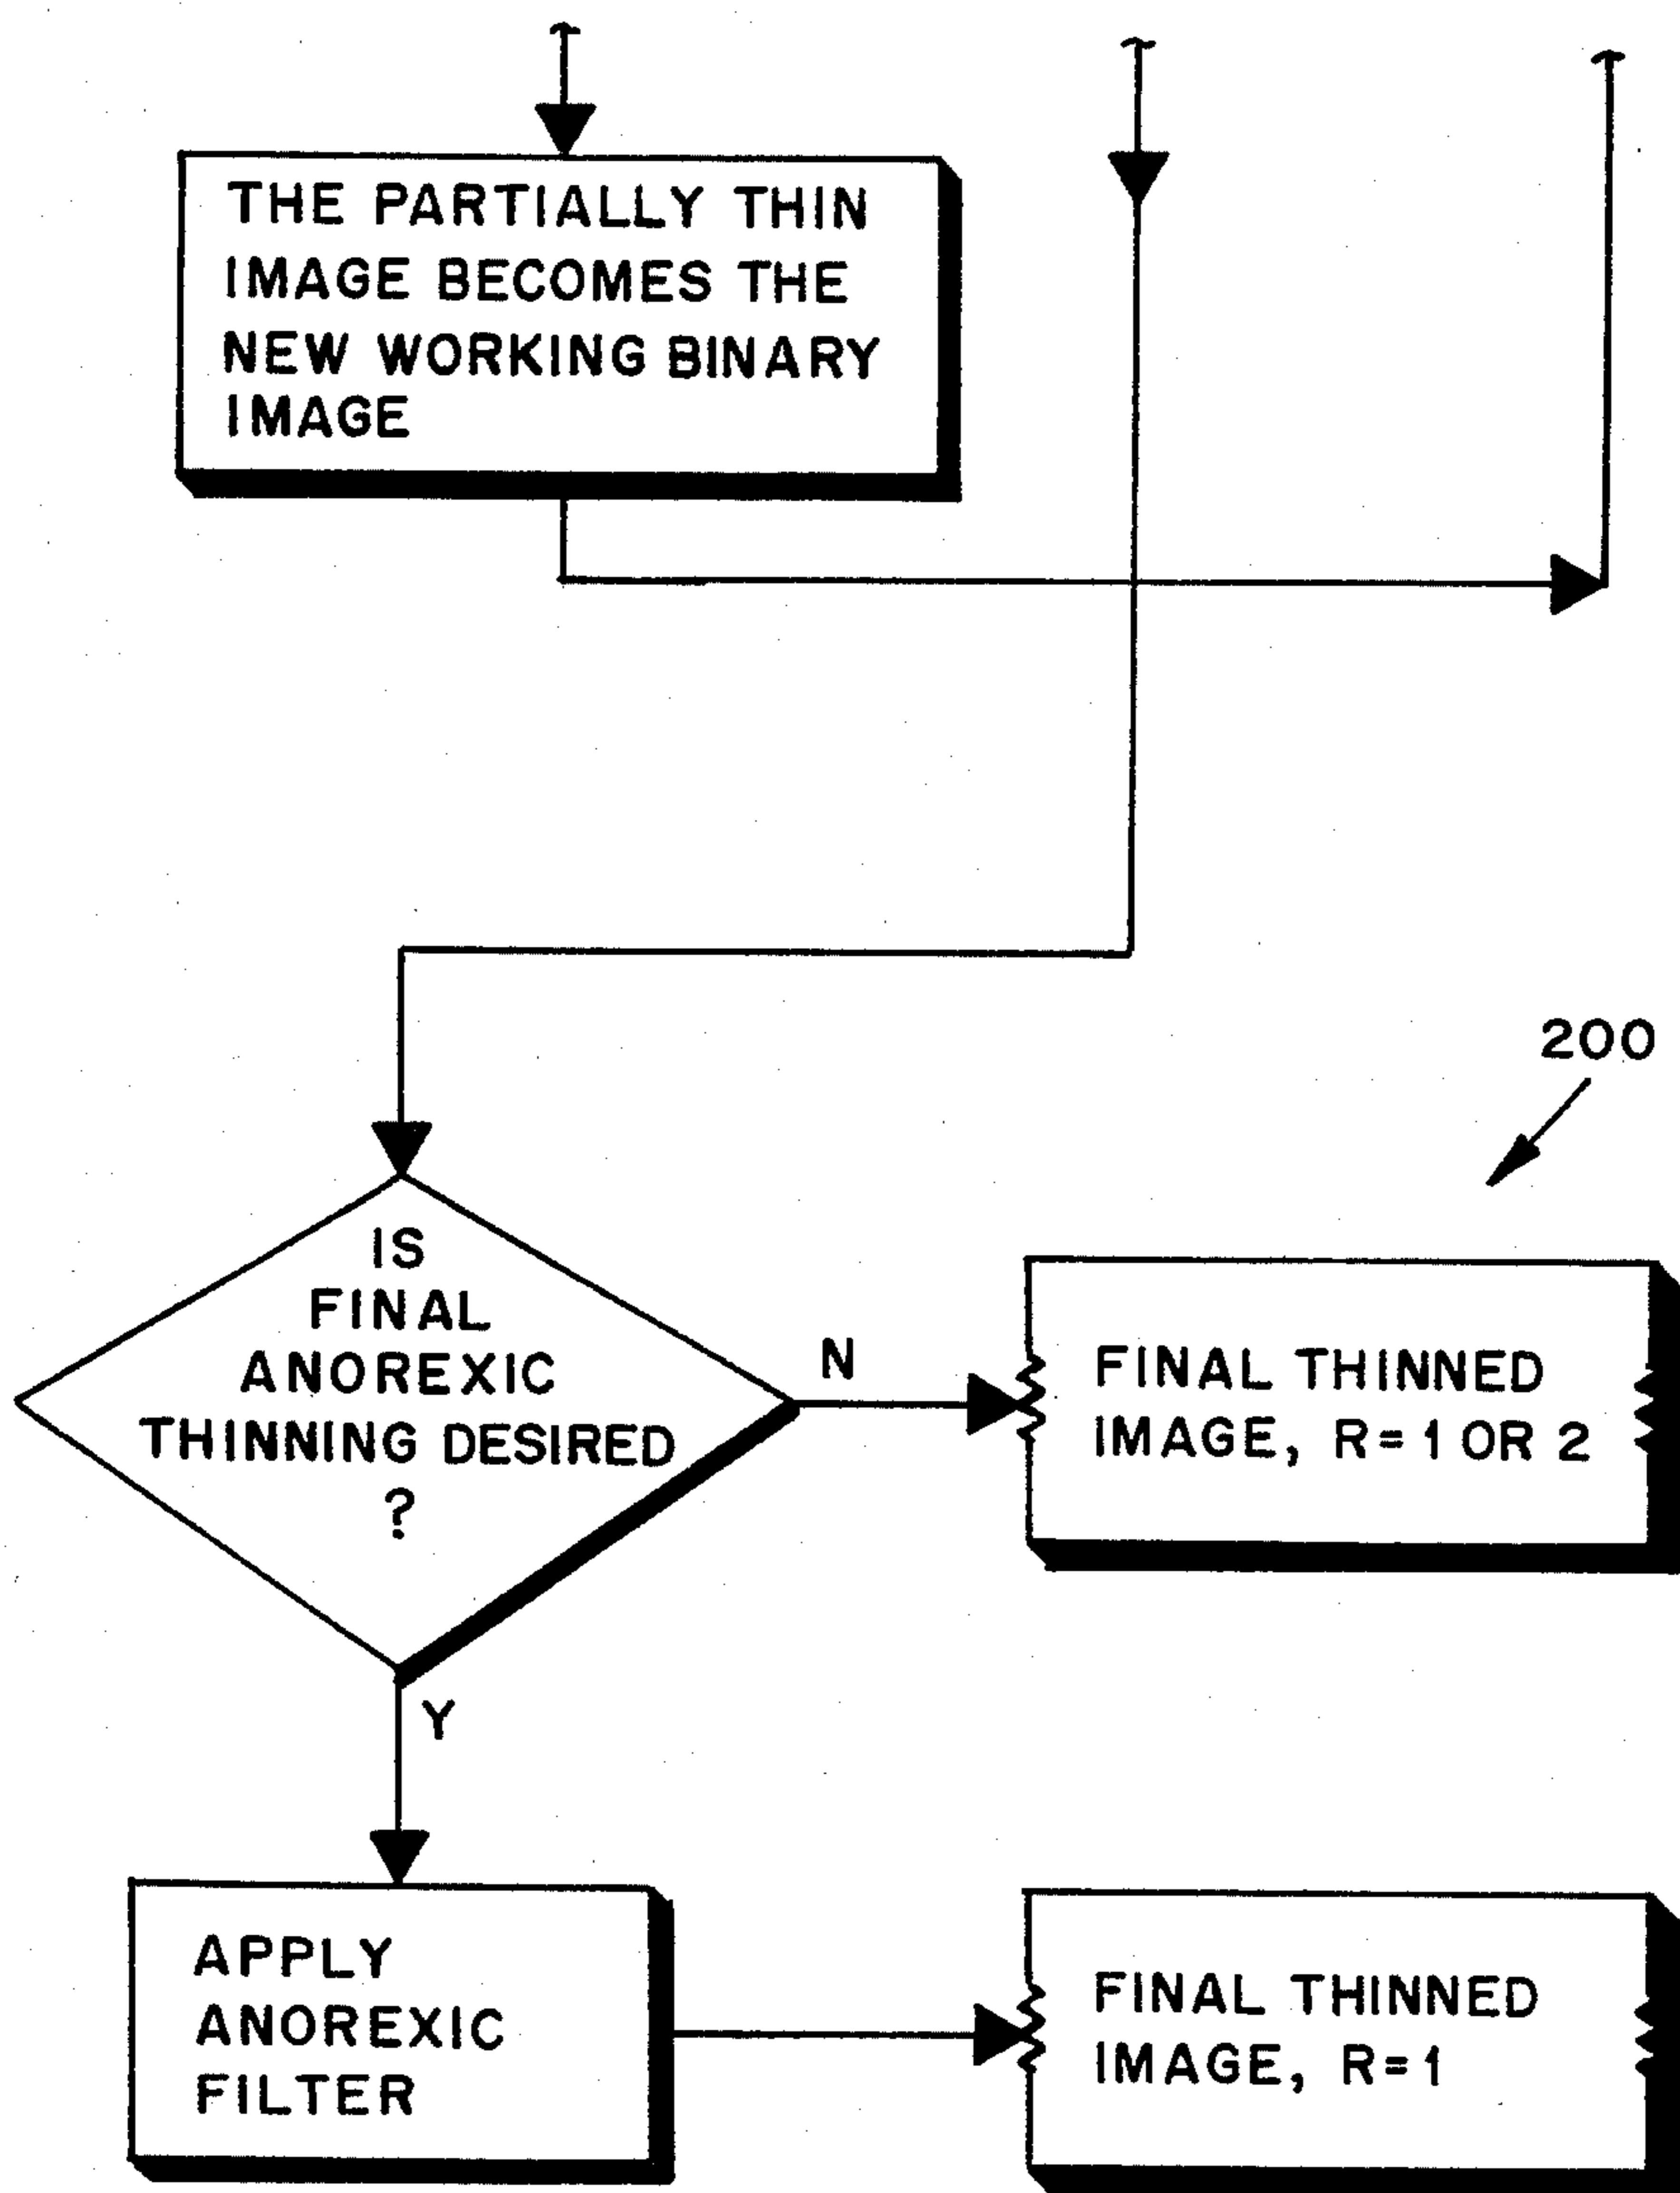 THE PARTIALLY THIN
IMAGE BECOMES THE
NEW WORKING BINARY
IMAGE
200
IS
FINAL
ANOREXIC
THINNING DESIRED
?
N
FINAL THINNED
IMAGE, R=1 OR 2
Y
APPLY
ANOREXIC
FILTER
FINAL THINNED
IMAGE, R=1